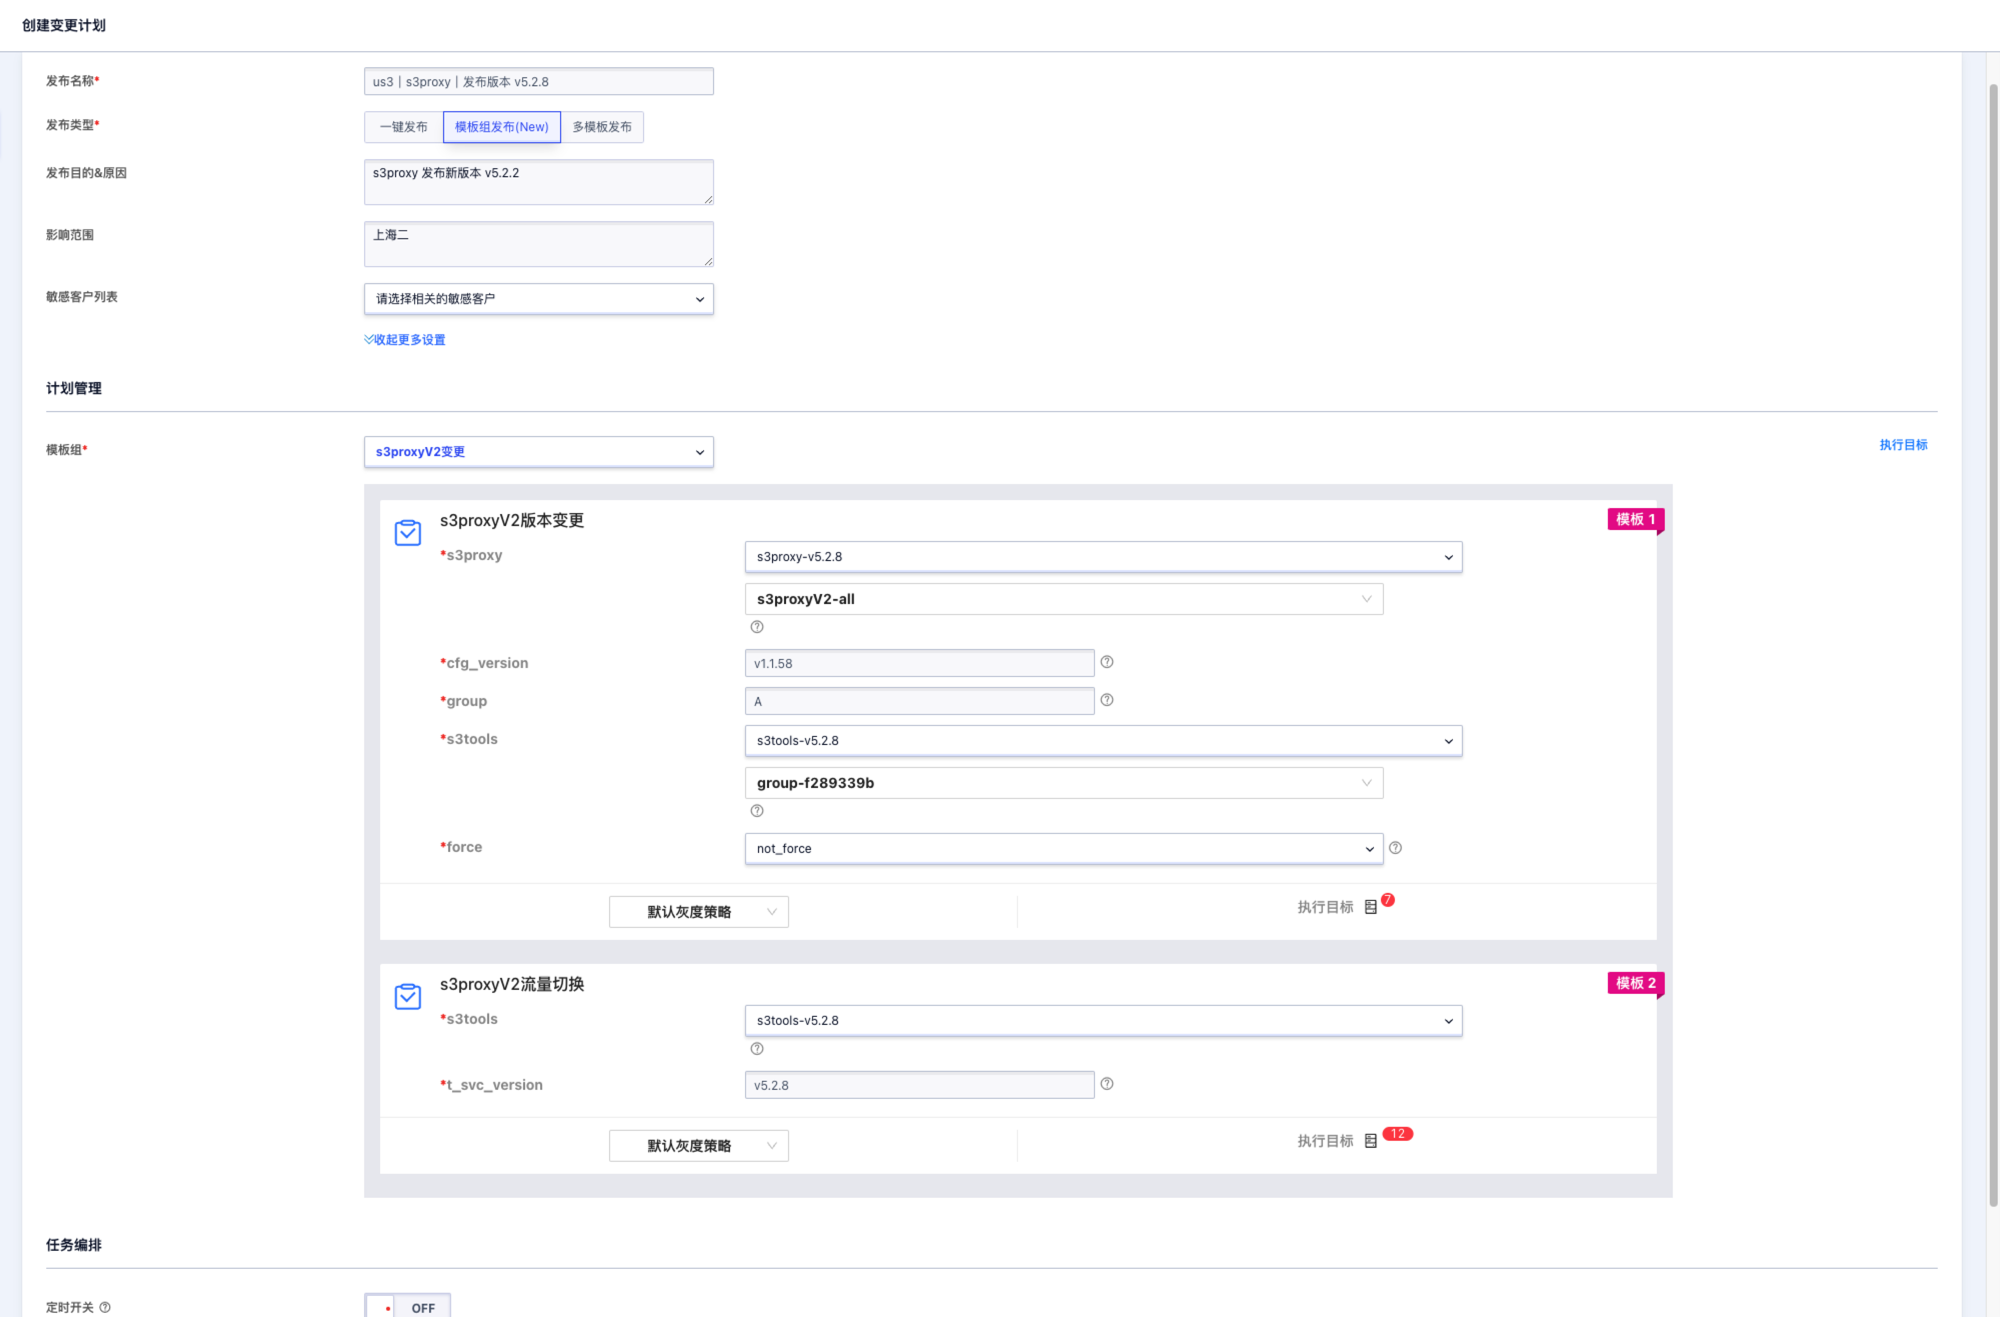 创建变更计划
发布名称*
us3 | s3proxy | 发布版本 v5.2.8
发布类型*
一键发布 模板组发布(New) 多模板发布
发布目的&原因
s3proxy 发布新版本 v5.2.2
影响范围
上海二
敏感客户列表
请选择相关的敏感客户
收起更多设置
计划管理
模板组*
s3proxyV2变更
执行目标
s3proxyV2版本变更
模板 1
*s3proxy
s3proxy-v5.2.8
s3proxyV2-all
*cfg_version
v1.1.58
*group
A
*s3tools
s3tools-v5.2.8
group-f289339b
*force
not_force
默认灰度策略
执行目标 7
s3proxyV2流量切换
模板 2
*s3tools
s3tools-v5.2.8
*t_svc_version
v5.2.8
默认灰度策略
执行目标 12
任务编排
定时开关
OFF